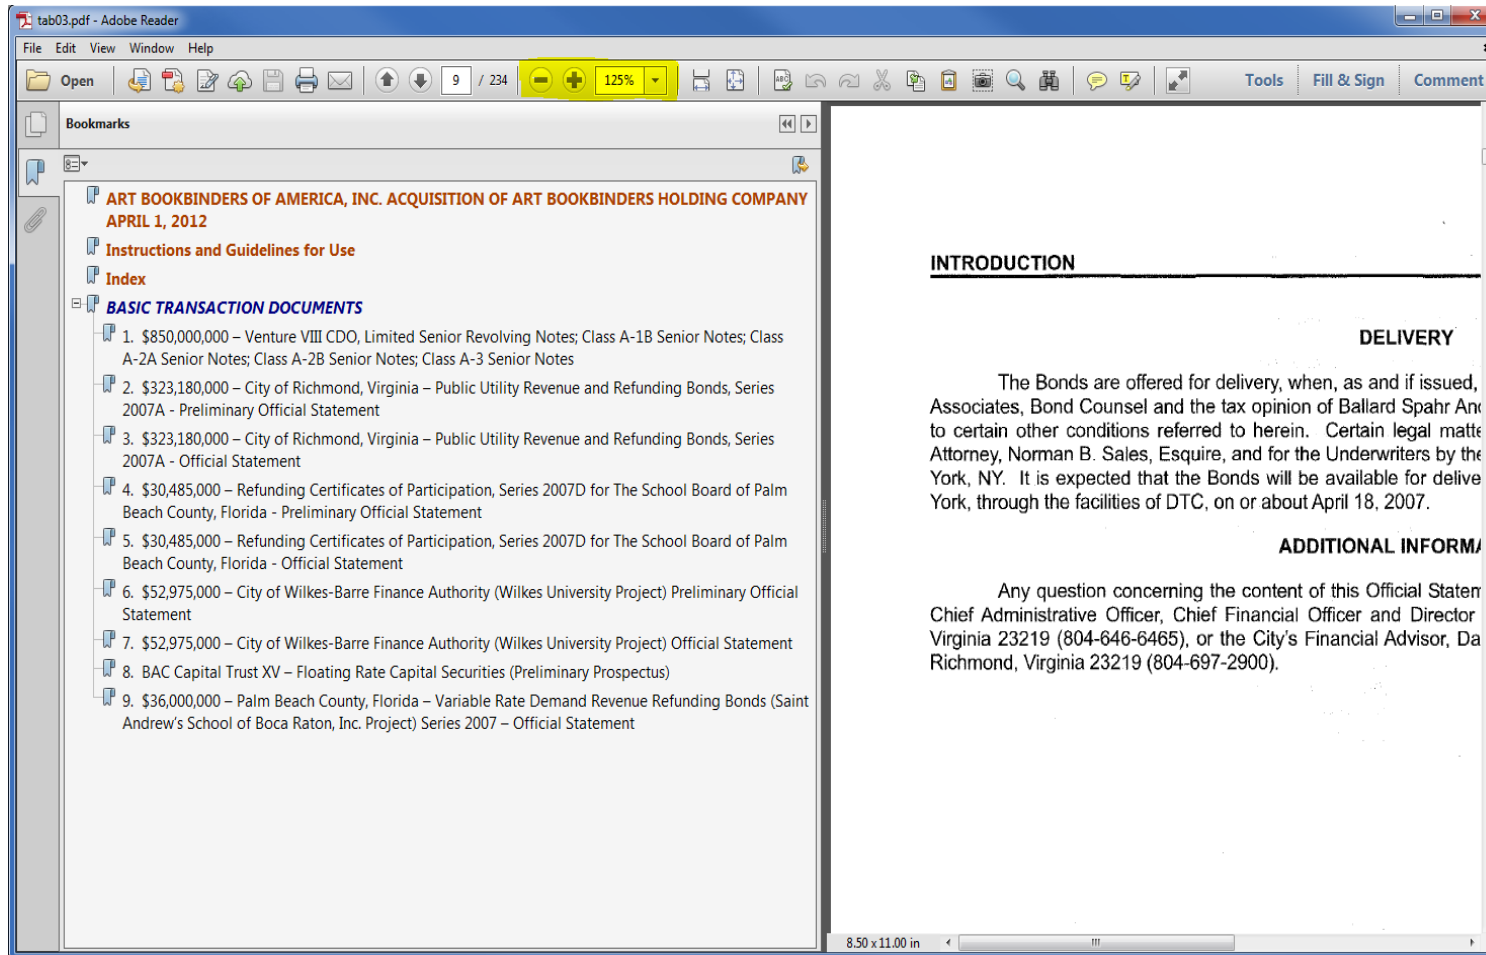 tab03.pdf - Adobe Reader
File Edit View Window Help
Open 9 / 234 125% Tools Fill & Sign Comment
Bookmarks
ART BOOKBINDERS OF AMERICA, INC. ACQUISITION OF ART BOOKBINDERS HOLDING COMPANY
APRIL 1, 2012
Instructions and Guidelines for Use
Index
BASIC TRANSACTION DOCUMENTS
1. $850,000,000 – Venture VIII CDO, Limited Senior Revolving Notes; Class A-1B Senior Notes; Class
A-2A Senior Notes; Class A-2B Senior Notes; Class A-3 Senior Notes
2. $323,180,000 – City of Richmond, Virginia – Public Utility Revenue and Refunding Bonds, Series
2007A - Preliminary Official Statement
3. $323,180,000 – City of Richmond, Virginia – Public Utility Revenue and Refunding Bonds, Series
2007A - Official Statement
4. $30,485,000 – Refunding Certificates of Participation, Series 2007D for The School Board of Palm
Beach County, Florida - Preliminary Official Statement
5. $30,485,000 – Refunding Certificates of Participation, Series 2007D for The School Board of Palm
Beach County, Florida - Official Statement
6. $52,975,000 – City of Wilkes-Barre Finance Authority (Wilkes University Project) Preliminary Official
Statement
7. $52,975,000 – City of Wilkes-Barre Finance Authority (Wilkes University Project) Official Statement
8. BAC Capital Trust XV – Floating Rate Capital Securities (Preliminary Prospectus)
9. $36,000,000 – Palm Beach County, Florida – Variable Rate Demand Revenue Refunding Bonds (Saint
Andrew's School of Boca Raton, Inc. Project) Series 2007 – Official Statement
INTRODUCTION
DELIVERY
The Bonds are offered for delivery, when, as and if issued,
Associates, Bond Counsel and the tax opinion of Ballard Spahr And
to certain other conditions referred to herein. Certain legal matte
Attorney, Norman B. Sales, Esquire, and for the Underwriters by the
York, NY. It is expected that the Bonds will be available for delive
York, through the facilities of DTC, on or about April 18, 2007.
ADDITIONAL INFORMA
Any question concerning the content of this Official Statem
Chief Administrative Officer, Chief Financial Officer and Director
Virginia 23219 (804-646-6465), or the City's Financial Advisor, Da
Richmond, Virginia 23219 (804-697-2900).
8.50 x 11.00 in